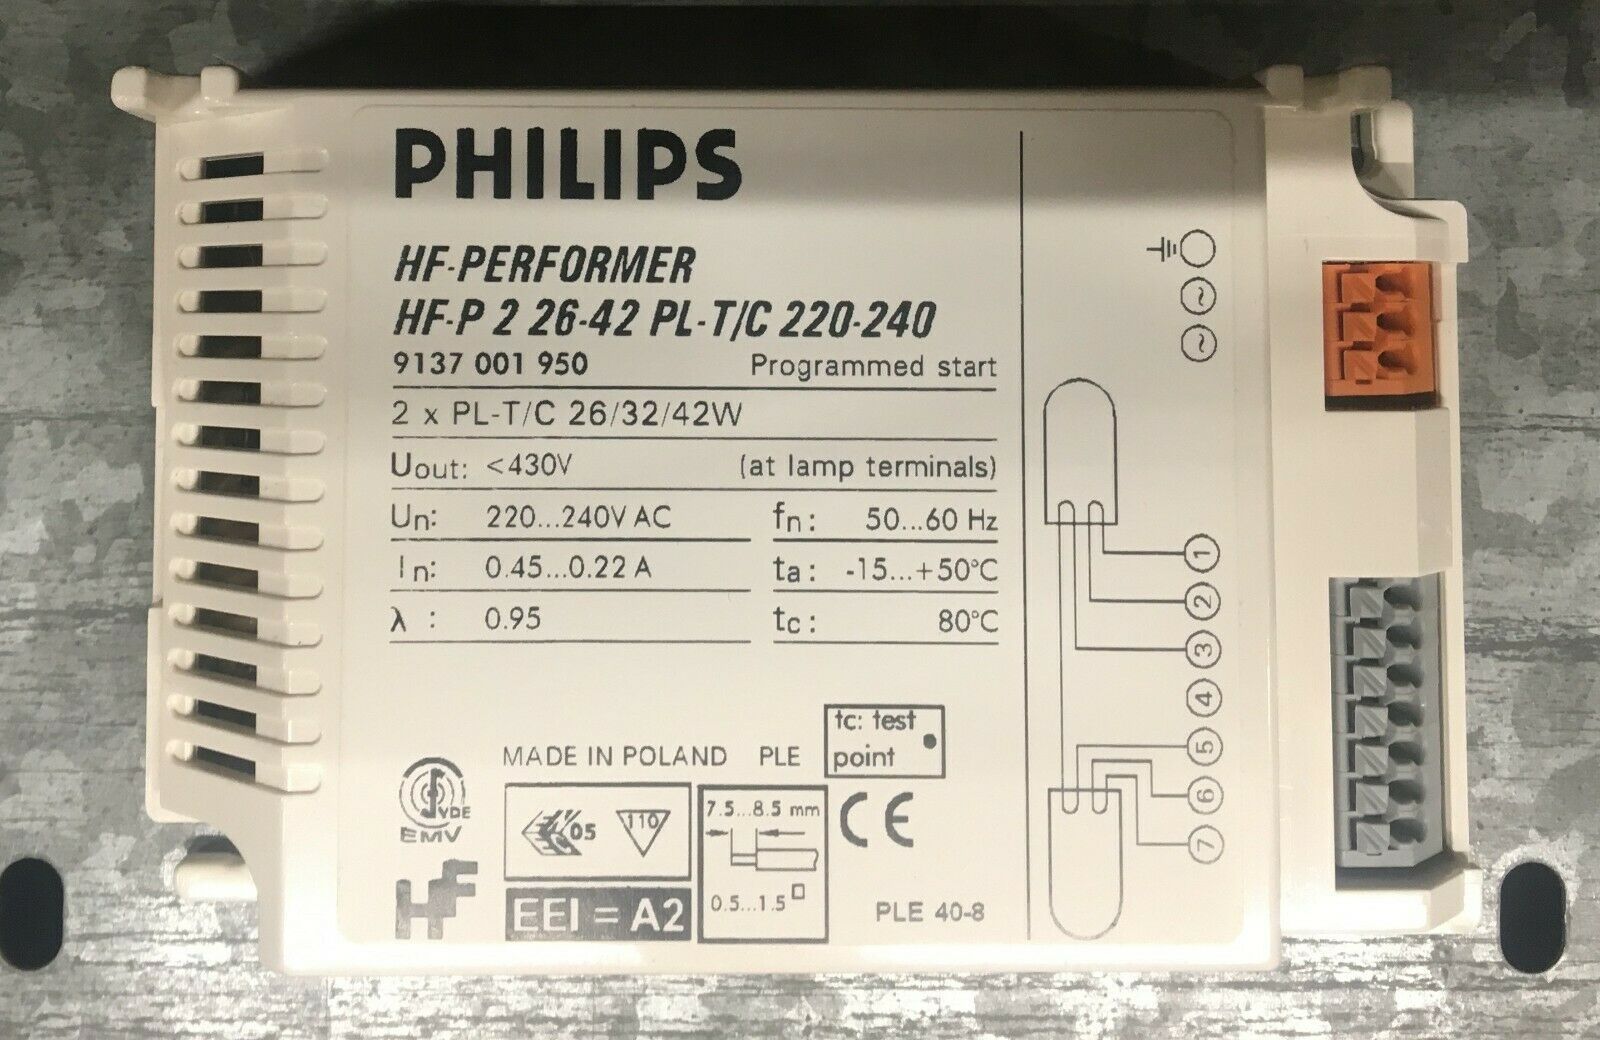 PHILIPS
HF-PERFORMER
HF-P 2 26-42 PL-T/C 220-240
9137 001 950 Programmed start
2 x PL-T/C 26/32/42W
Uout: <430V (at lamp terminals)
Un: 220...240V AC fn: 50...60 Hz
In: 0.45...0.22 A ta: -15...+50°C
λ : 0.95 tc: 80°C
tc: test
point
MADE IN POLAND PLE
VDE
EMV
05 110
7.5...8.5 mm
CE
HF
EEI = A2
0.5...1.5
PLE 40-8
~
~
1
2
3
4
5
6
7